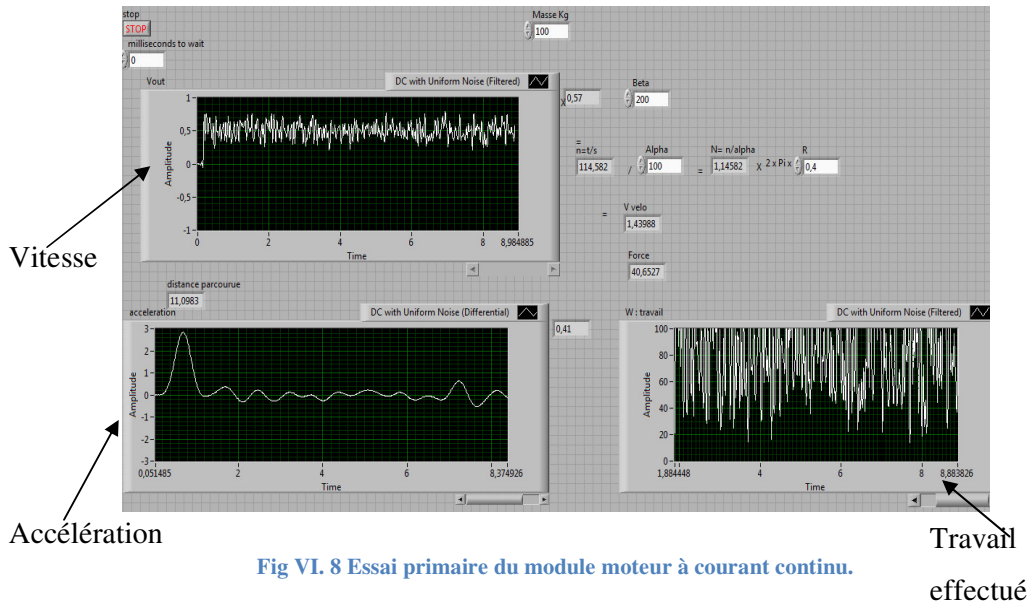 stop
STOP
milliseconds to wait
0
Masse Kg
100
Vout
DC with Uniform Noise (Filtered)
1
0,5
0
-0,5
-1
Amplitude
0 2 4 6 8 8,984885
Time
X 0,57
Beta
200
=
n=t/s
114,582
/
Alpha
100
=
N= n/alpha
1,14582
X 2 x Pi x
R
0,4
=
V velo
1,43988
Force
40,6527
Vitesse
distance parcourue
11,0983
acceleration
DC with Uniform Noise (Differential)
3
2
1
0
-1
-2
-3
Amplitude
0,051485 2 4 6 8,374926
Time
0,41
W : travail
DC with Uniform Noise (Filtered)
100
80
60
40
20
0
Amplitude
1,884448 4 6 8 8,883826
Time
Accélération
Travail
effectué
Fig VI. 8 Essai primaire du module moteur à courant continu.